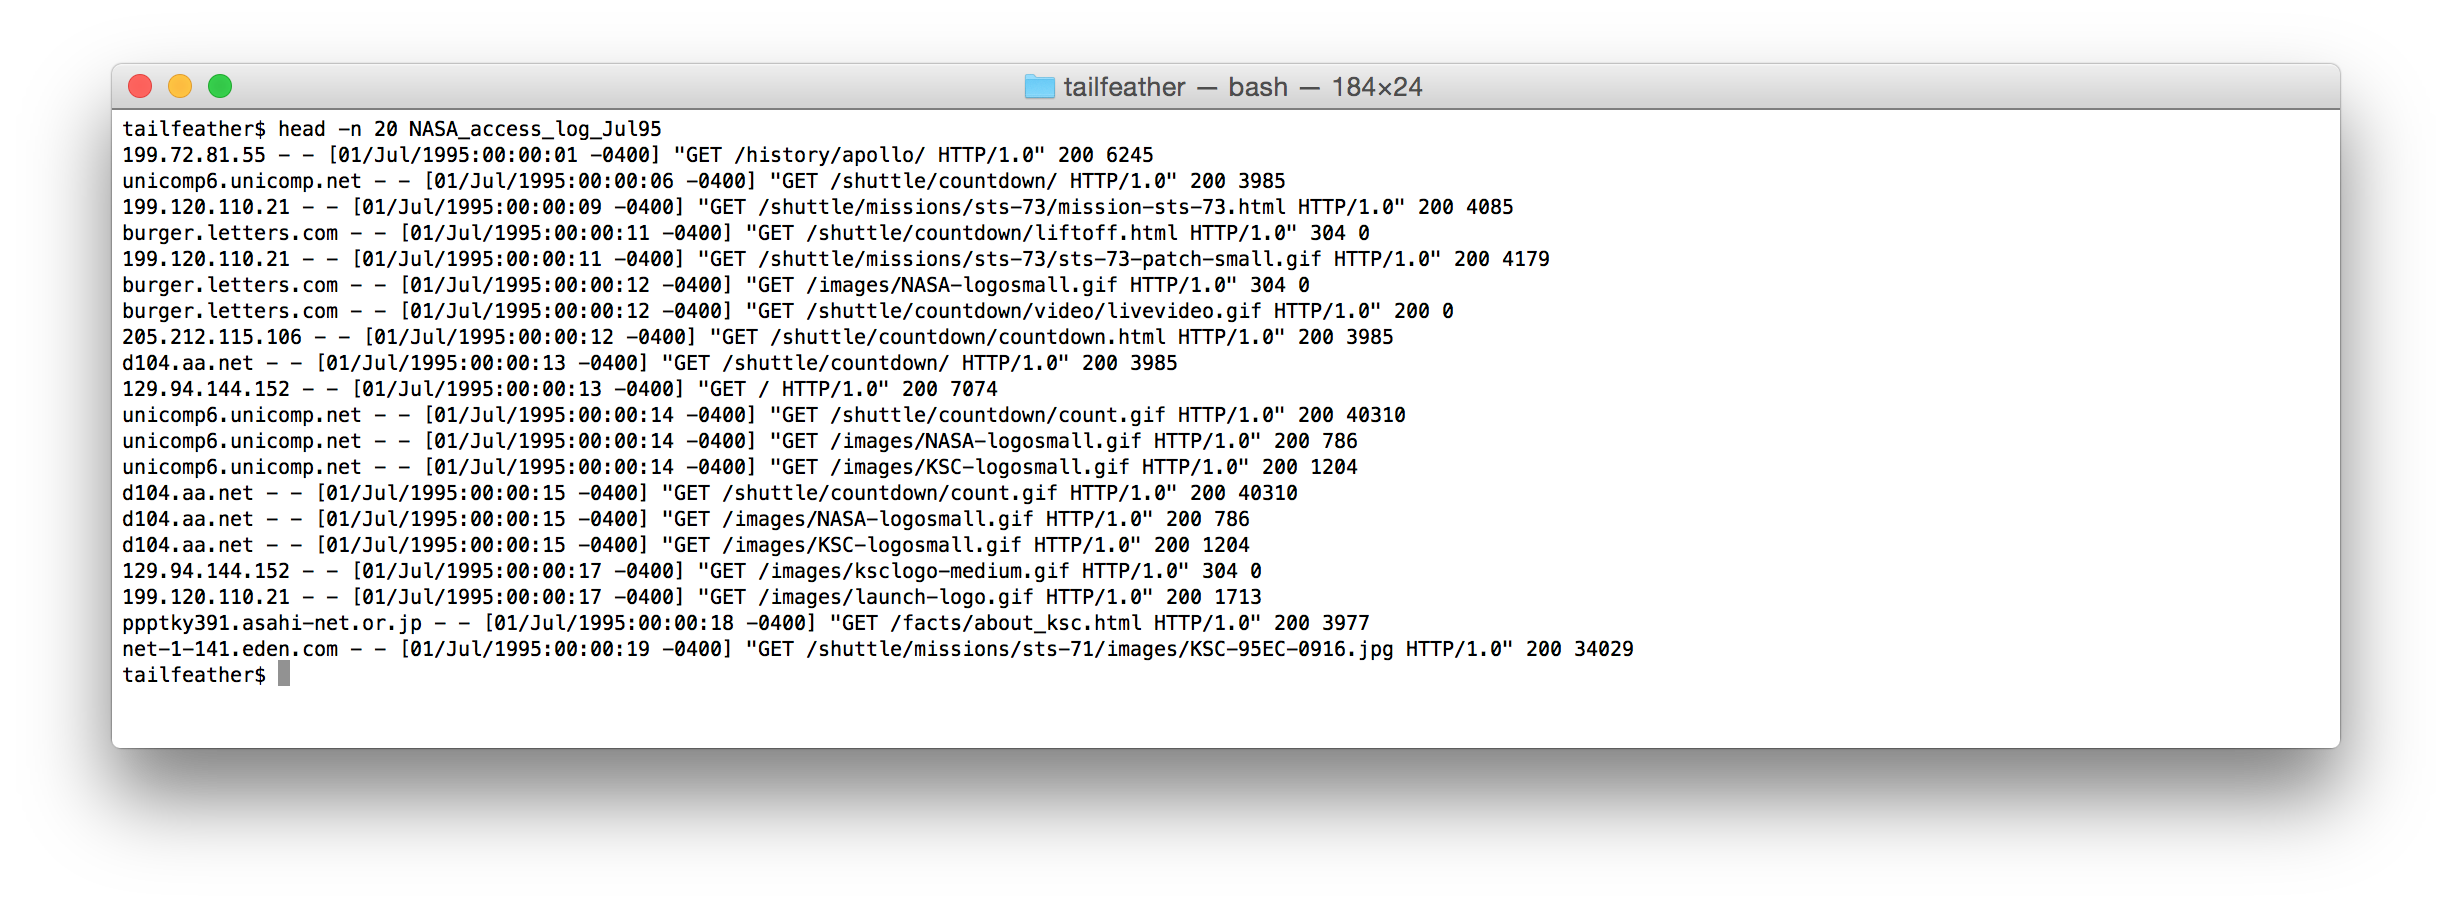 tailfeather — bash — 184×24
tailfeather$ head -n 20 NASA_access_log_Jul95
199.72.81.55 - - [01/Jul/1995:00:00:01 -0400] "GET /history/apollo/ HTTP/1.0" 200 6245
unicomp6.unicomp.net - - [01/Jul/1995:00:00:06 -0400] "GET /shuttle/countdown/ HTTP/1.0" 200 3985
199.120.110.21 - - [01/Jul/1995:00:00:09 -0400] "GET /shuttle/missions/sts-73/mission-sts-73.html HTTP/1.0" 200 4085
burger.letters.com - - [01/Jul/1995:00:00:11 -0400] "GET /shuttle/countdown/liftoff.html HTTP/1.0" 304 0
199.120.110.21 - - [01/Jul/1995:00:00:11 -0400] "GET /shuttle/missions/sts-73/sts-73-patch-small.gif HTTP/1.0" 200 4179
burger.letters.com - - [01/Jul/1995:00:00:12 -0400] "GET /images/NASA-logosmall.gif HTTP/1.0" 304 0
burger.letters.com - - [01/Jul/1995:00:00:12 -0400] "GET /shuttle/countdown/video/livevideo.gif HTTP/1.0" 200 0
205.212.115.106 - - [01/Jul/1995:00:00:12 -0400] "GET /shuttle/countdown/countdown.html HTTP/1.0" 200 3985
d104.aa.net - - [01/Jul/1995:00:00:13 -0400] "GET /shuttle/countdown/ HTTP/1.0" 200 3985
129.94.144.152 - - [01/Jul/1995:00:00:13 -0400] "GET / HTTP/1.0" 200 7074
unicomp6.unicomp.net - - [01/Jul/1995:00:00:14 -0400] "GET /shuttle/countdown/count.gif HTTP/1.0" 200 40310
unicomp6.unicomp.net - - [01/Jul/1995:00:00:14 -0400] "GET /images/NASA-logosmall.gif HTTP/1.0" 200 786
unicomp6.unicomp.net - - [01/Jul/1995:00:00:14 -0400] "GET /images/KSC-logosmall.gif HTTP/1.0" 200 1204
d104.aa.net - - [01/Jul/1995:00:00:15 -0400] "GET /shuttle/countdown/count.gif HTTP/1.0" 200 40310
d104.aa.net - - [01/Jul/1995:00:00:15 -0400] "GET /images/NASA-logosmall.gif HTTP/1.0" 200 786
d104.aa.net - - [01/Jul/1995:00:00:15 -0400] "GET /images/KSC-logosmall.gif HTTP/1.0" 200 1204
129.94.144.152 - - [01/Jul/1995:00:00:17 -0400] "GET /images/ksclogo-medium.gif HTTP/1.0" 304 0
199.120.110.21 - - [01/Jul/1995:00:00:17 -0400] "GET /images/launch-logo.gif HTTP/1.0" 200 1713
ppptky391.asahi-net.or.jp - - [01/Jul/1995:00:00:18 -0400] "GET /facts/about_ksc.html HTTP/1.0" 200 3977
net-1-141.eden.com - - [01/Jul/1995:00:00:19 -0400] "GET /shuttle/missions/sts-71/images/KSC-95EC-0916.jpg HTTP/1.0" 200 34029
tailfeather$